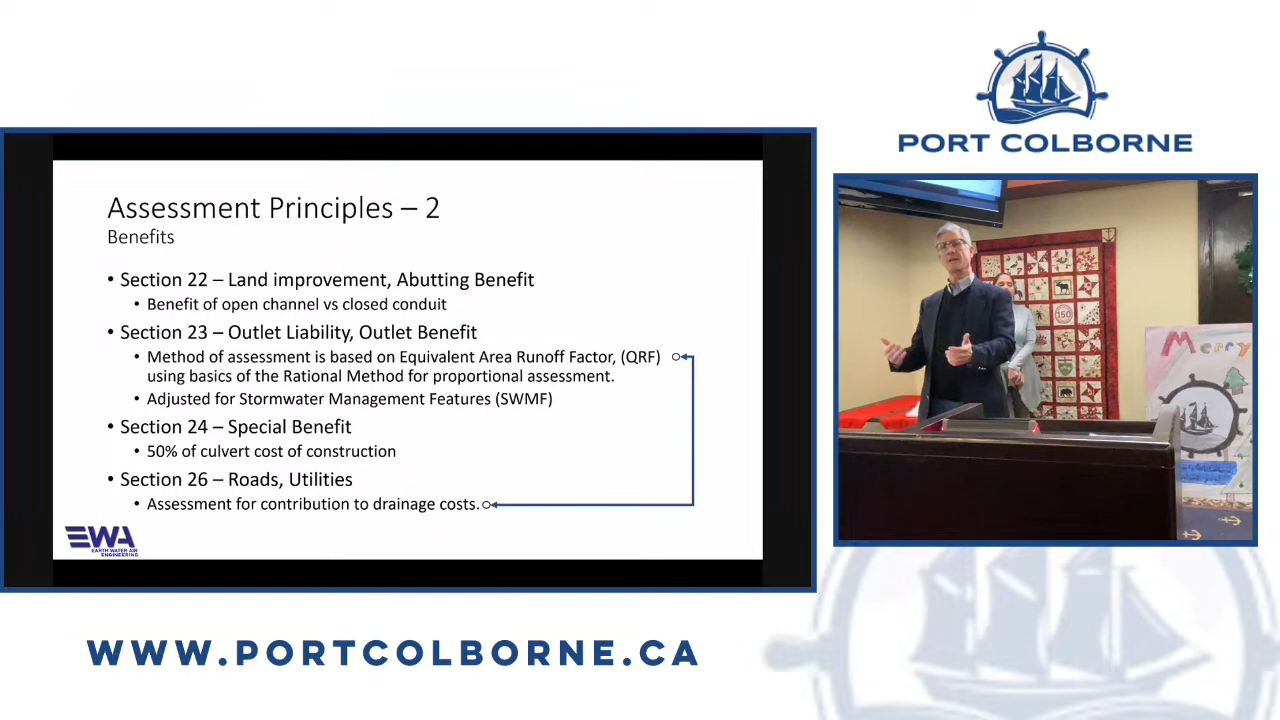 PORT COLBORNE
Assessment Principles – 2
Benefits
• Section 22 – Land improvement, Abutting Benefit
• Benefit of open channel vs closed conduit
• Section 23 – Outlet Liability, Outlet Benefit
• Method of assessment is based on Equivalent Area Runoff Factor, (QRF)
using basics of the Rational Method for proportional assessment.
• Adjusted for Stormwater Management Features (SWMF)
• Section 24 – Special Benefit
• 50% of culvert cost of construction
• Section 26 – Roads, Utilities
• Assessment for contribution to drainage costs.
EWA
EARTH WATER AIR
ENGINEERING
150
Merry
WWW.PORTCOLBORNE.CA